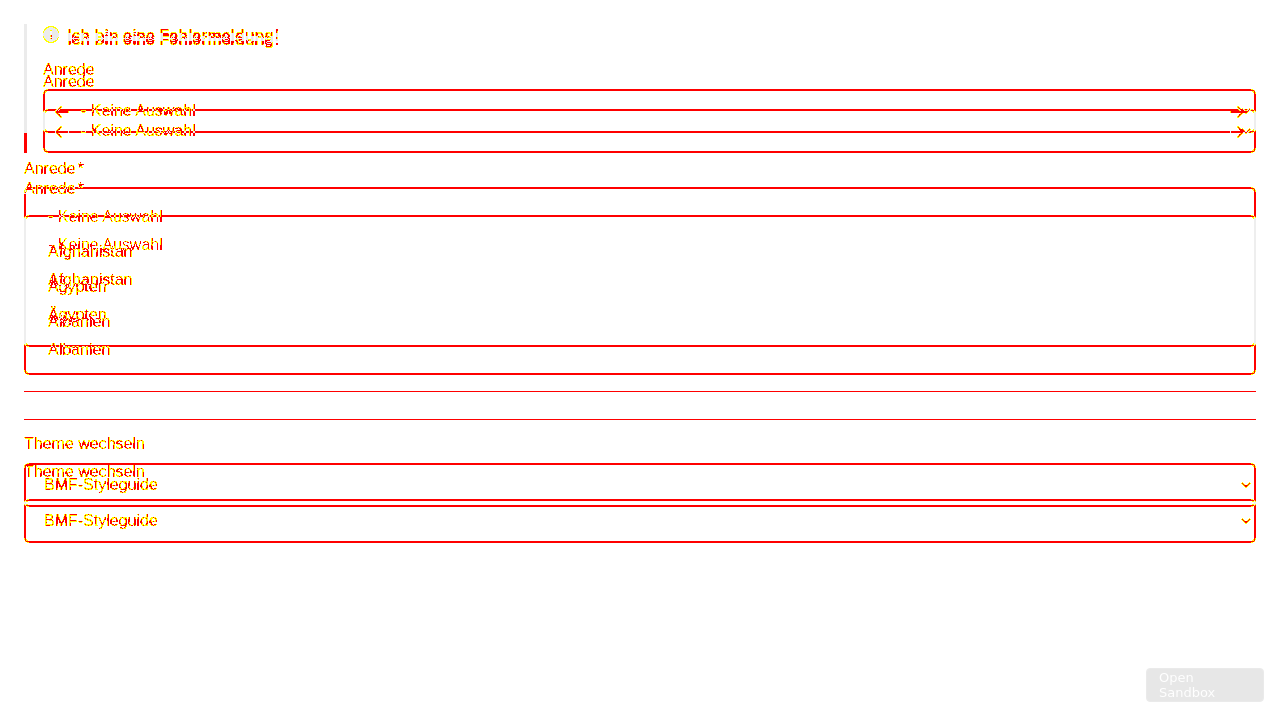 Ich bin eine Fehlermeldung!
Anrede
Anrede
- Keine Auswahl
- Keine Auswahl
Anrede*
Anrede*
- Keine Auswahl
- Keine Auswahl
Afghanistan
Afghanistan
Ägypten
Ägypten
Albanien
Albanien
Theme wechseln
Theme wechseln
BMF-Styleguide
BMF-Styleguide
Open
Sandbox